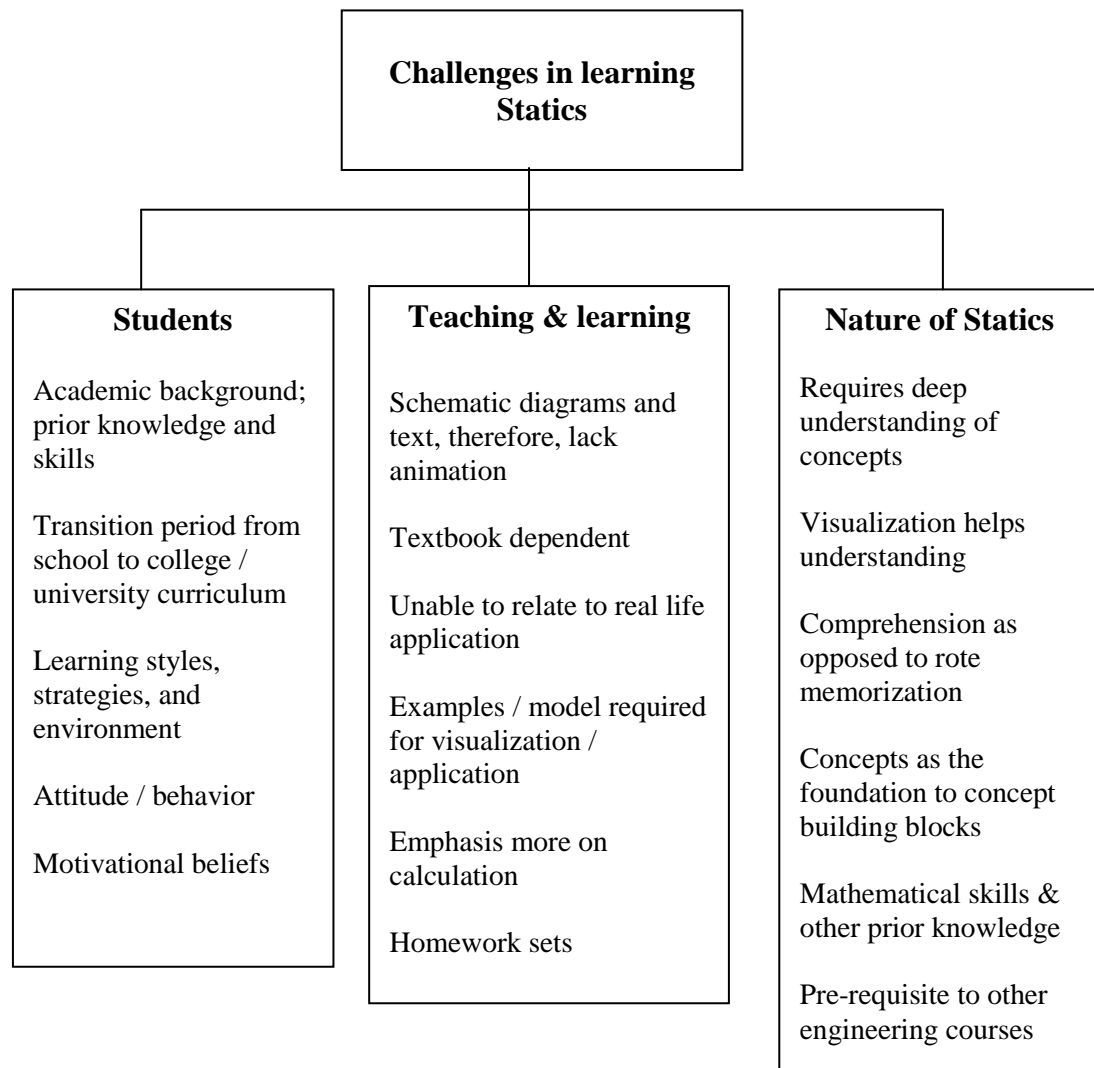 Challenges in learning
Statics
Students
Academic background;
prior knowledge and
skills
Transition period from
school to college /
university curriculum
Learning styles,
strategies, and
environment
Attitude / behavior
Motivational beliefs
Teaching & learning
Schematic diagrams and
text, therefore, lack
animation
Textbook dependent
Unable to relate to real life
application
Examples / model required
for visualization /
application
Emphasis more on
calculation
Homework sets
Nature of Statics
Requires deep
understanding of
concepts
Visualization helps
understanding
Comprehension as
opposed to rote
memorization
Concepts as the
foundation to concept
building blocks
Mathematical skills &
other prior knowledge
Pre-requisite to other
engineering courses